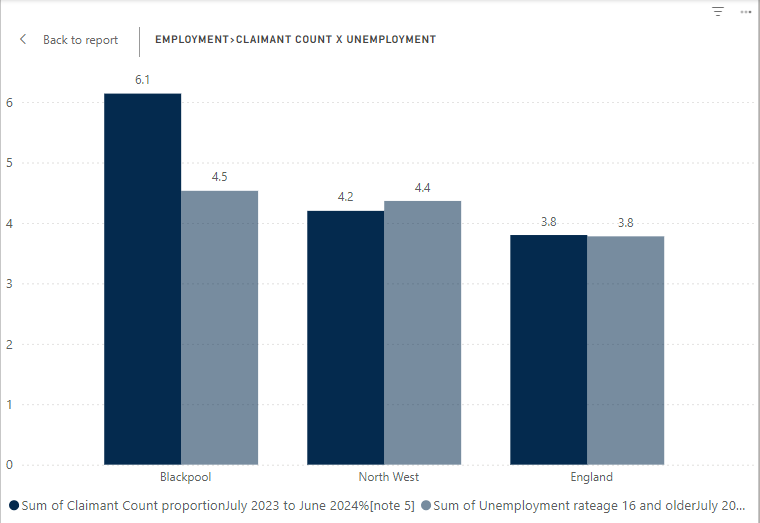 Back to report
EMPLOYMENT>CLAIMANT COUNT X UNEMPLOYMENT
6.1
4.5
4.2
4.4
3.8
3.8
6
5
4
3
2
1
0
Blackpool
North West
England
Sum of Claimant Count proportionJuly 2023 to June 2024%[note 5]
Sum of Unemployment rateage 16 and olderJuly 20...